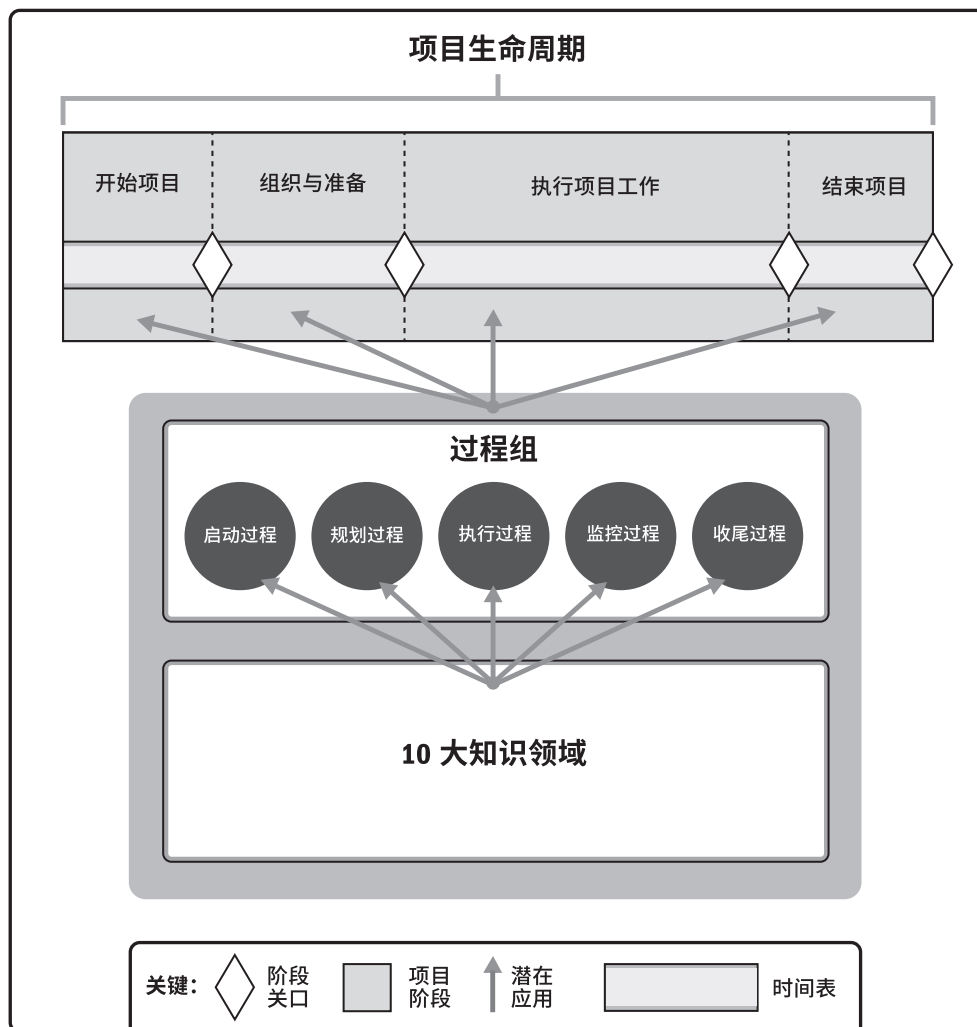 项目生命周期
开始项目
组织与准备
执行项目工作
结束项目
过程组
启动过程
规划过程
执行过程
监控过程
收尾过程
10 大知识领域
关键：
阶段
关口
项目
阶段
潜在
应用
时间表